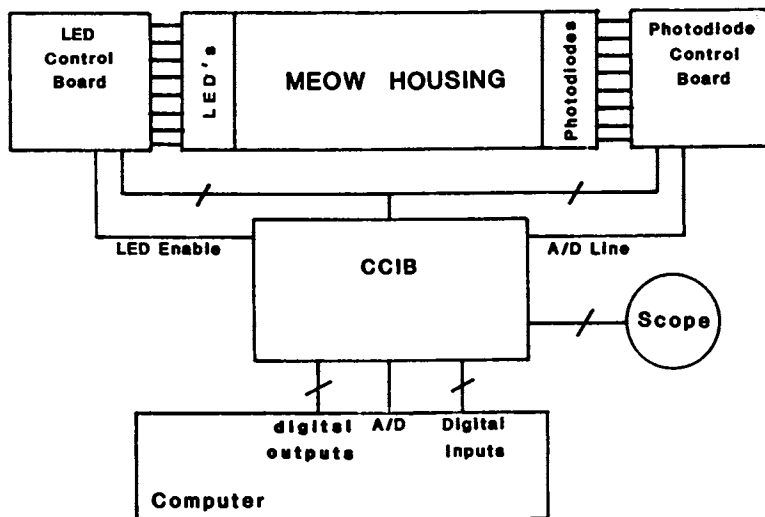 LED
Control
Board
LED's
MEOW HOUSING
Photodiodes
Photodiode
Control
Board
LED Enable
CCIB
A/D Line
Scope
digital
outputs
A/D
Digital
Inputs
Computer